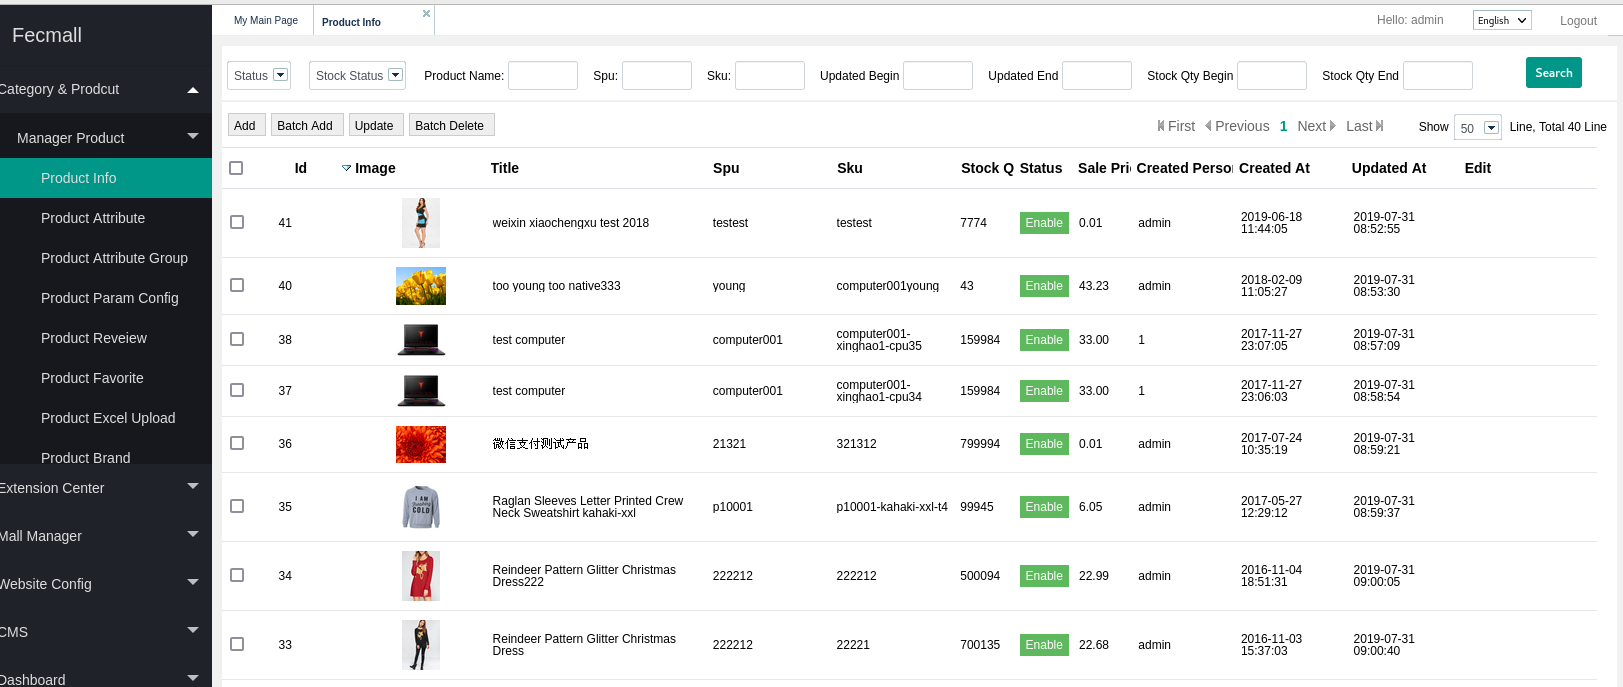 Fecmall
My Main Page
Product Info
Hello: admin
English
Logout
Category & Prodcut
Manager Product
Product Info
Product Attribute
Product Attribute Group
Product Param Config
Product Reveiew
Product Favorite
Product Excel Upload
Product Brand
Extension Center
Mall Manager
Website Config
CMS
Dashboard
Status Stock Status Product Name: Spu: Sku: Updated Begin Updated End Stock Qty Begin Stock Qty End Search
Add Batch Add Update Batch Delete First Previous 1 Next Last Show 50 Line, Total 40 Line
Id Image Title Spu Sku Stock Q Status Sale Pri Created Person Created At Updated At Edit
41 weixin xiaochengxu test 2018 testest testest 7774 Enable 0.01 admin 2019-06-18 2019-07-31
11:44:05 08:52:55
40 too young too native333 young computer001young 43 Enable 43.23 admin 2018-02-09 2019-07-31
11:05:27 08:53:30
38 test computer computer001 computer001- 159984 Enable 33.00 1 2017-11-27 2019-07-31
xinghao1-cpu35 23:07:05 08:57:09
37 test computer computer001 computer001- 159984 Enable 33.00 1 2017-11-27 2019-07-31
xinghao1-cpu34 23:06:03 08:58:54
36 微信支付测试产品 21321 321312 799994 Enable 0.01 admin 2017-07-24 2019-07-31
10:35:19 08:59:21
I AM
Freaking
COLD
35 Raglan Sleeves Letter Printed Crew p10001 p10001-kahaki-xxl-t4 99945 Enable 6.05 admin 2017-05-27 2019-07-31
Neck Sweatshirt kahaki-xxl 12:29:12 08:59:37
34 Reindeer Pattern Glitter Christmas 222212 222212 500094 Enable 22.99 admin 2016-11-04 2019-07-31
Dress222 18:51:31 09:00:05
33 Reindeer Pattern Glitter Christmas 222212 22221 700135 Enable 22.68 admin 2016-11-03 2019-07-31
Dress 15:37:03 09:00:40